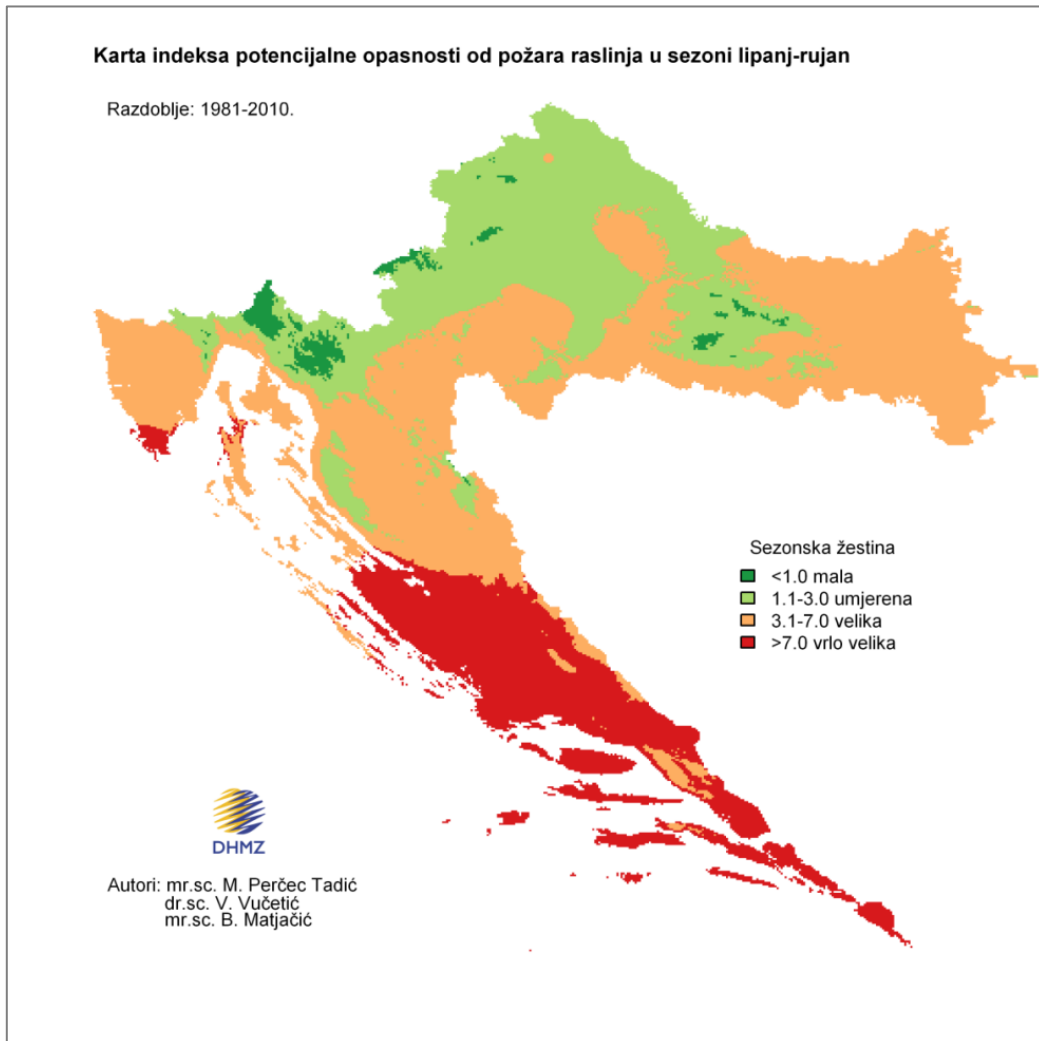 Karta indeksa potencijalne opasnosti od požara raslinja u sezoni lipanj-rujan
Razdoblje: 1981-2010.
Sezonska žestina
<1.0 mala
1.1-3.0 umjerena
3.1-7.0 velika
>7.0 vrlo velika
DHMZ
Autori: mr.sc. M. Perčec Tadić
dr.sc. V. Vučetić
mr.sc. B. Matjačić